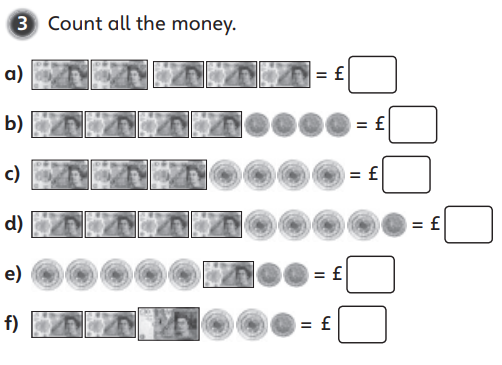 3 Count all the money.
a) = £
b) = £
c) = £
d) = £
e) = £
f) = £